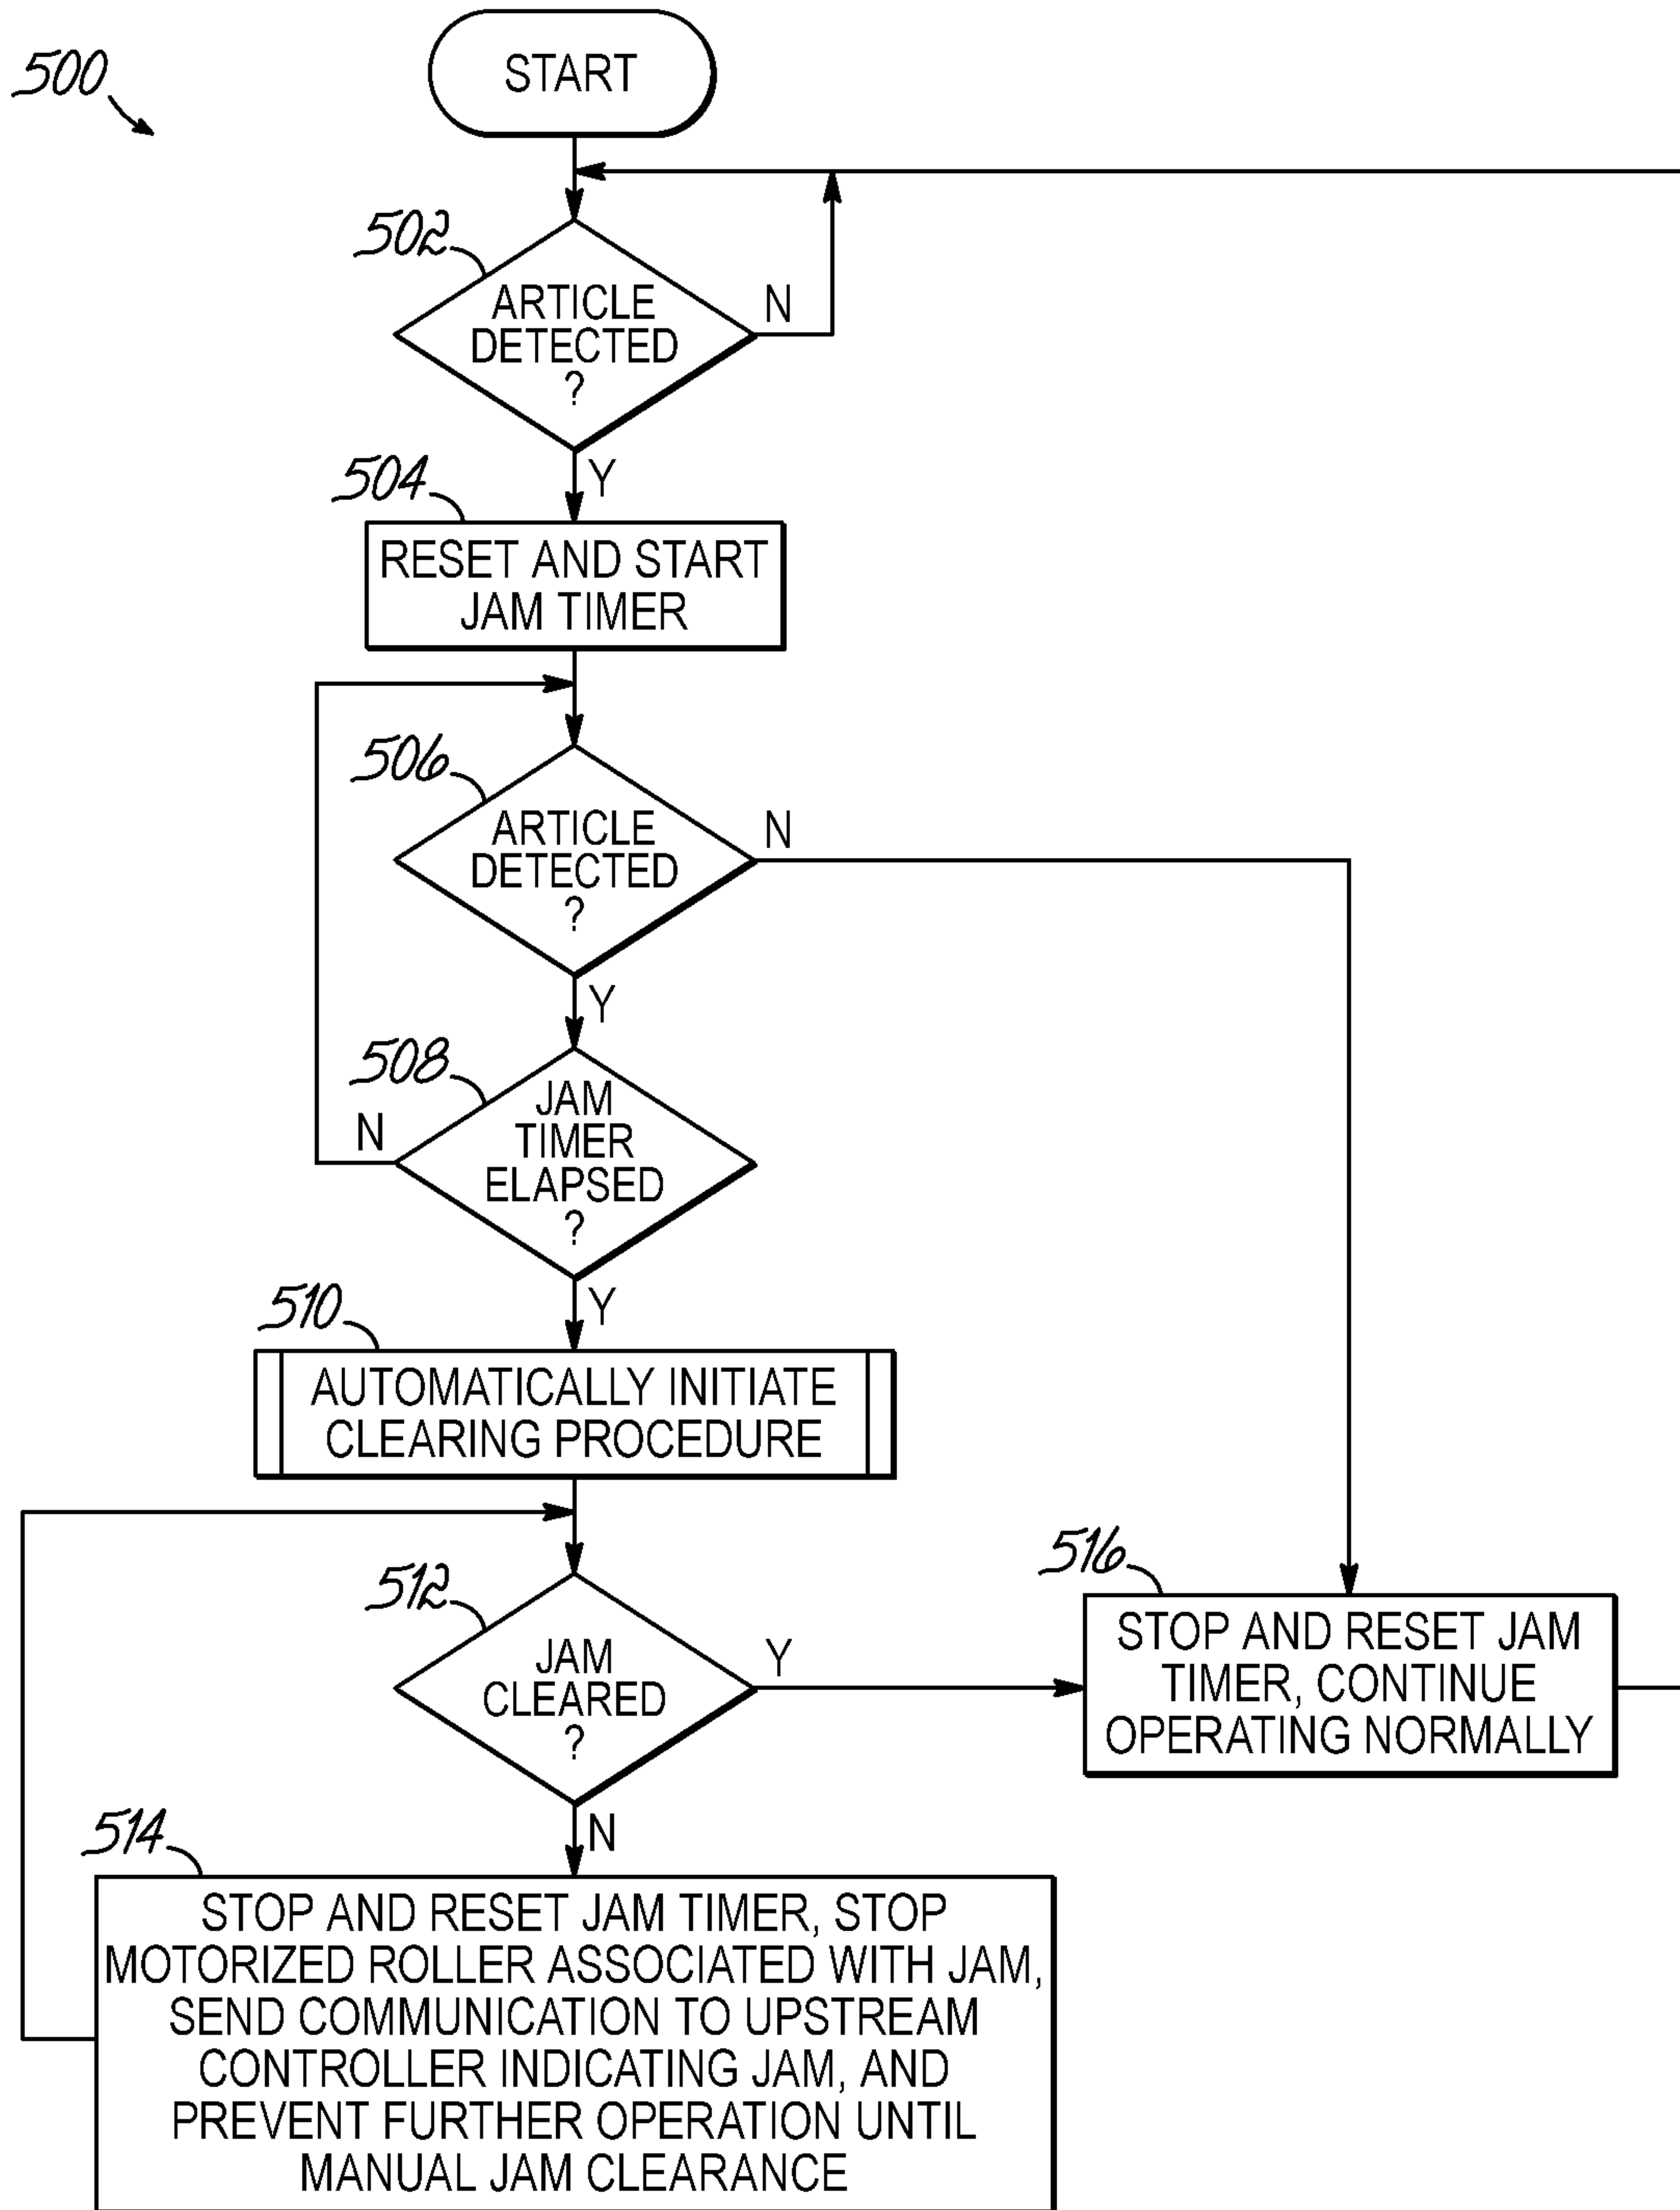 500
START
502
ARTICLE
DETECTED
?
N
Y
504
RESET AND START
JAM TIMER
506
ARTICLE
DETECTED
?
N
Y
508
JAM
TIMER
ELAPSED
?
N
Y
510
AUTOMATICALLY INITIATE
CLEARING PROCEDURE
512
JAM
CLEARED
?
Y
N
516
STOP AND RESET JAM
TIMER, CONTINUE
OPERATING NORMALLY
514
STOP AND RESET JAM TIMER, STOP
MOTORIZED ROLLER ASSOCIATED WITH JAM,
SEND COMMUNICATION TO UPSTREAM
CONTROLLER INDICATING JAM, AND
PREVENT FURTHER OPERATION UNTIL
MANUAL JAM CLEARANCE